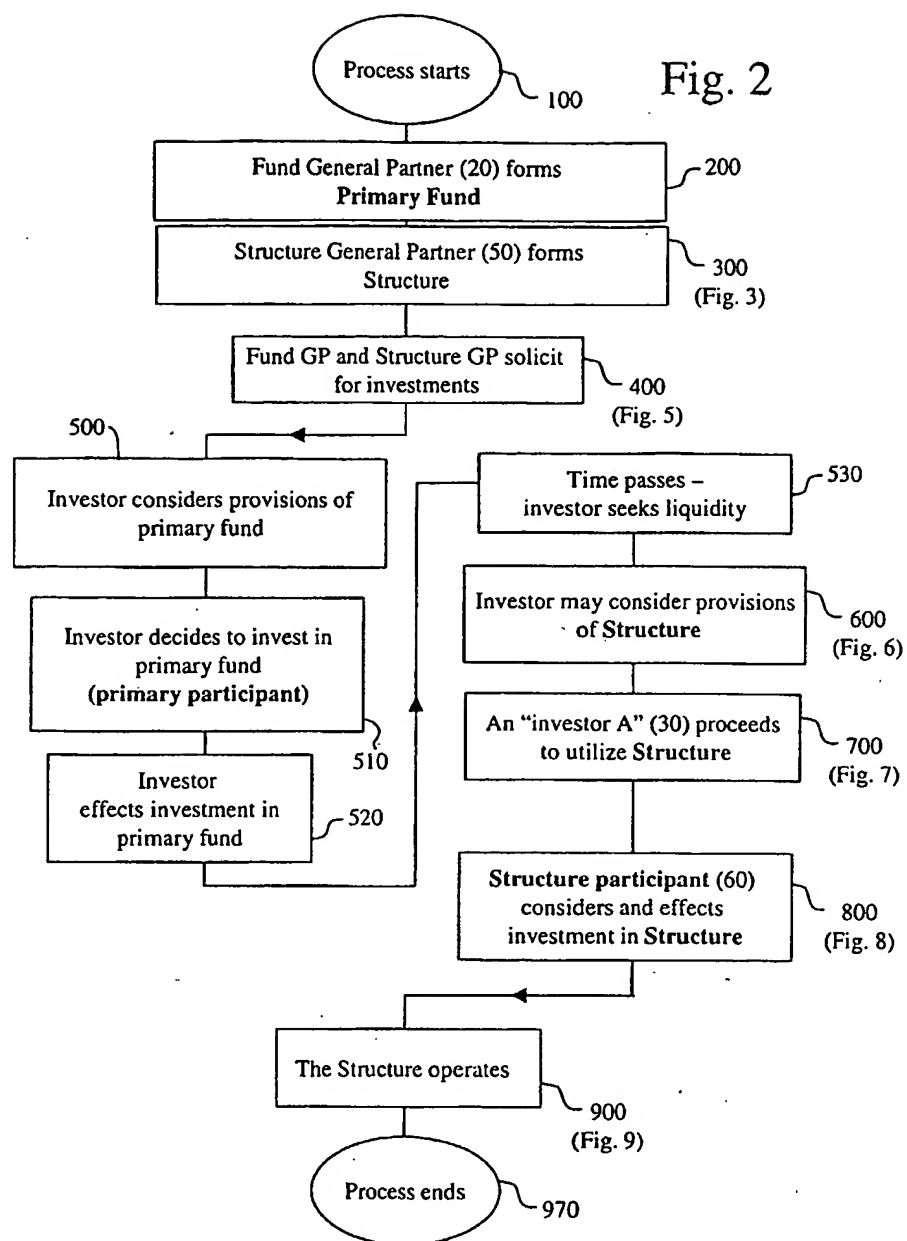 Fig. 2
Process starts
100
Fund General Partner (20) forms
Primary Fund
200
Structure General Partner (50) forms
Structure
300
(Fig. 3)
Fund GP and Structure GP solicit
for investments
400
(Fig. 5)
500
Investor considers provisions of
primary fund
Investor decides to invest in
primary fund
(primary participant)
510
Investor
effects investment in
primary fund
520
Time passes –
investor seeks liquidity
530
Investor may consider provisions
of Structure
600
(Fig. 6)
An “investor A” (30) proceeds
to utilize Structure
700
(Fig. 7)
Structure participant (60)
considers and effects
investment in Structure
800
(Fig. 8)
The Structure operates
900
(Fig. 9)
Process ends
970